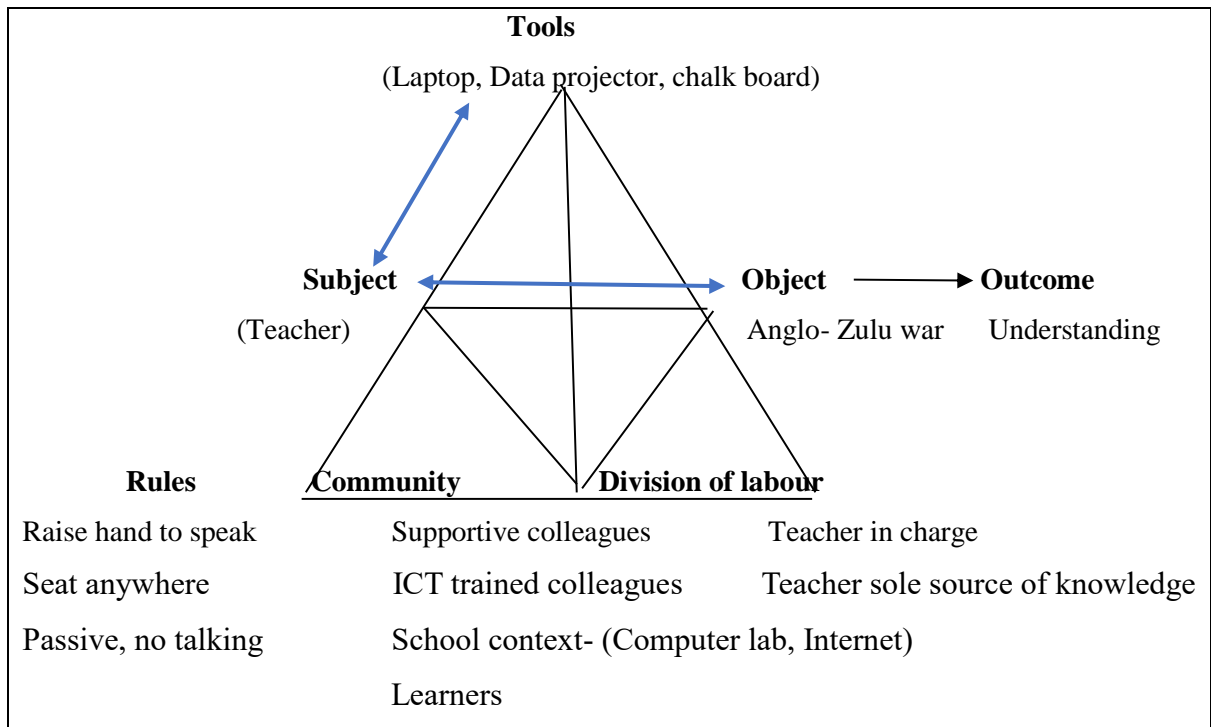 Tools
(Laptop, Data projector, chalk board)
Subject Object Outcome
(Teacher) Anglo- Zulu war Understanding
Rules Community Division of labour
Raise hand to speak Supportive colleagues Teacher in charge
Seat anywhere ICT trained colleagues Teacher sole source of knowledge
Passive, no talking School context- (Computer lab, Internet)
Learners